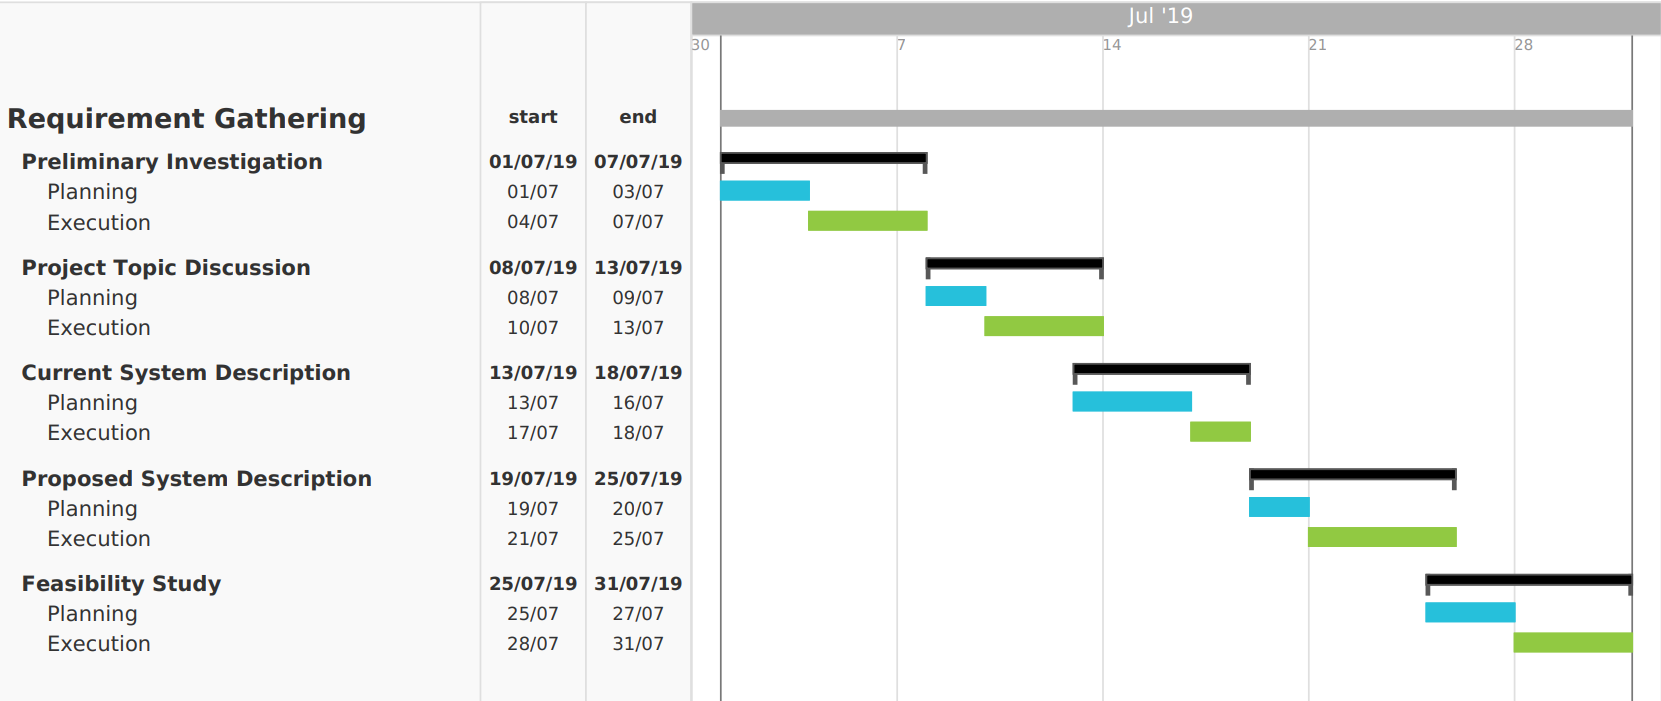 Jul '19
30 7 14 21 28
Requirement Gathering start end
Preliminary Investigation 01/07/19 07/07/19
Planning 01/07 03/07
Execution 04/07 07/07
Project Topic Discussion 08/07/19 13/07/19
Planning 08/07 09/07
Execution 10/07 13/07
Current System Description 13/07/19 18/07/19
Planning 13/07 16/07
Execution 17/07 18/07
Proposed System Description 19/07/19 25/07/19
Planning 19/07 20/07
Execution 21/07 25/07
Feasibility Study 25/07/19 31/07/19
Planning 25/07 27/07
Execution 28/07 31/07